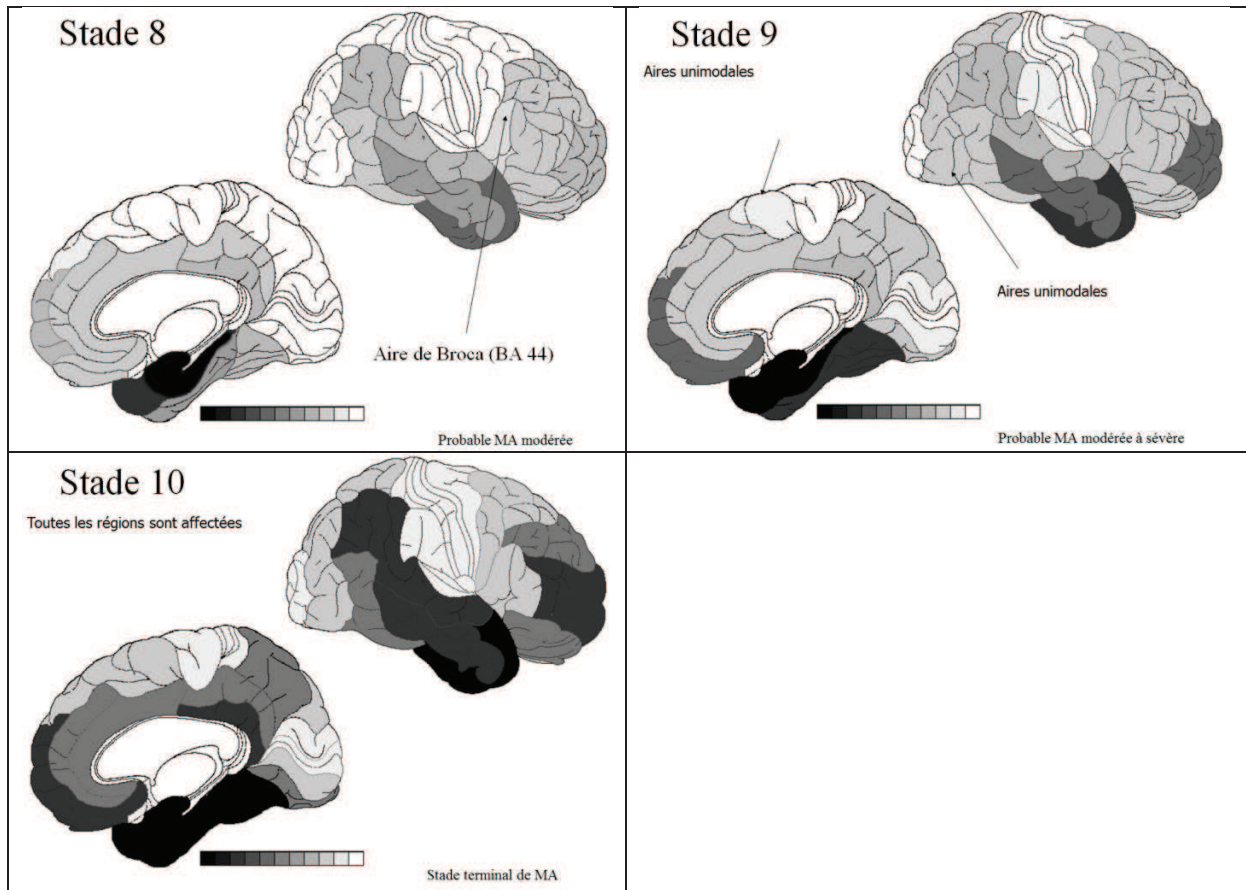 Stade 8
Aire de Broca (BA 44)
Probable MA modérée
Stade 9
Aires unimodales
Aires unimodales
Probable MA modérée à sévère
Stade 10
Toutes les régions sont affectées
Stade terminal de MA